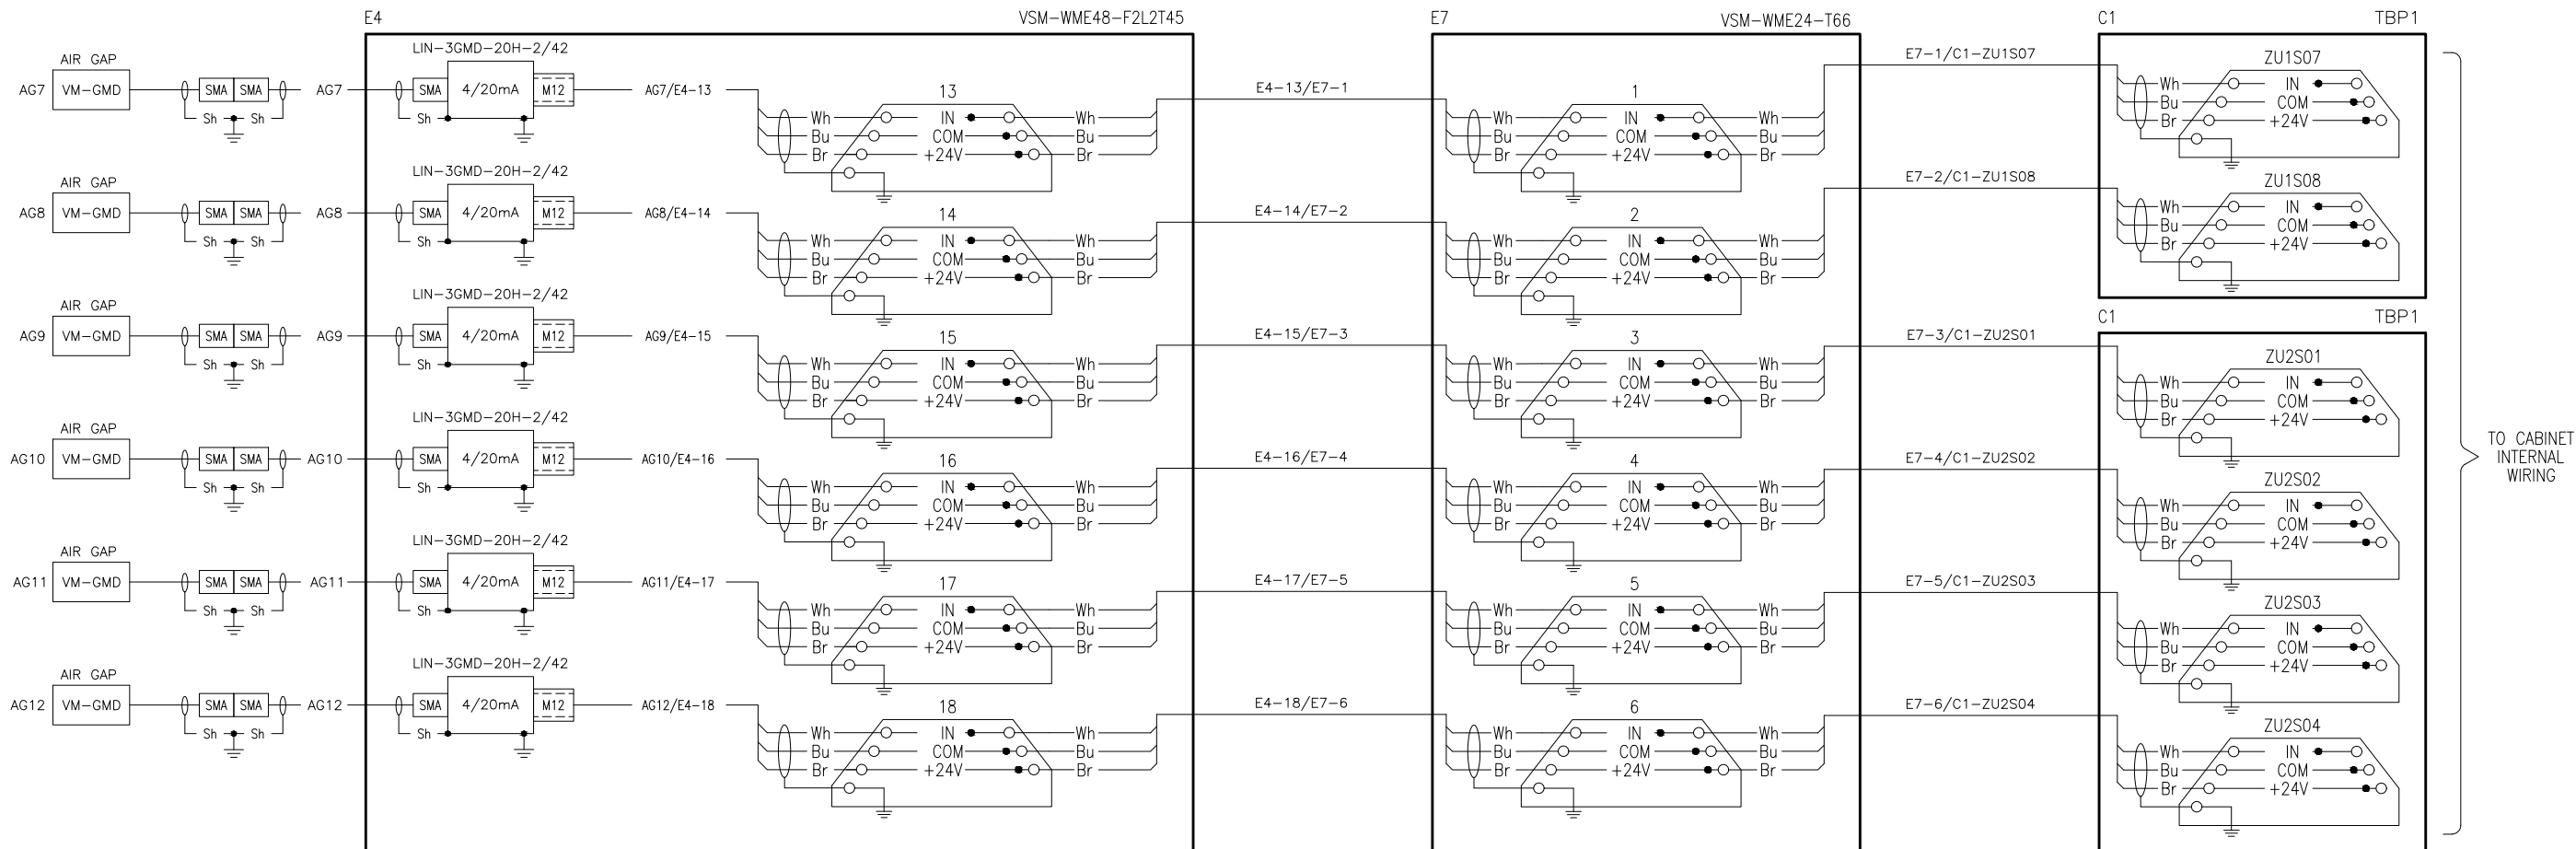 E4 VSM-WME48-F2L2T45 E7 VSM-WME24-T66 C1 TBP1
AIR GAP LIN-3GMD-20H-2/42 E7-1/C1-ZU1S07 ZU1S07
AG7 VM-GMD SMA SMA AG7 SMA 4/20mA M12 AG7/E4-13 13 E4-13/E7-1 1
Sh Sh Sh
Wh IN Wh Wh IN Wh Wh IN
Bu COM Bu Bu COM Bu Bu COM
Br +24V Br Br +24V Br Br +24V
AIR GAP LIN-3GMD-20H-2/42 E7-2/C1-ZU1S08 ZU1S08
AG8 VM-GMD SMA SMA AG8 SMA 4/20mA M12 AG8/E4-14 14 E4-14/E7-2 2
Sh Sh Sh
Wh IN Wh Wh IN Wh Wh IN
Bu COM Bu Bu COM Bu Bu COM
Br +24V Br Br +24V Br Br +24V
C1 TBP1
AIR GAP LIN-3GMD-20H-2/42 E7-3/C1-ZU2S01 ZU2S01
AG9 VM-GMD SMA SMA AG9 SMA 4/20mA M12 AG9/E4-15 15 E4-15/E7-3 3
Sh Sh Sh
Wh IN Wh Wh IN Wh Wh IN
Bu COM Bu Bu COM Bu Bu COM
Br +24V Br Br +24V Br Br +24V
AIR GAP LIN-3GMD-20H-2/42 E7-4/C1-ZU2S02 ZU2S02
AG10 VM-GMD SMA SMA AG10 SMA 4/20mA M12 AG10/E4-16 16 E4-16/E7-4 4
Sh Sh Sh
Wh IN Wh Wh IN Wh Wh IN
Bu COM Bu Bu COM Bu Bu COM
Br +24V Br Br +24V Br Br +24V
TO CABINET
INTERNAL
WIRING
AIR GAP LIN-3GMD-20H-2/42 E7-5/C1-ZU2S03 ZU2S03
AG11 VM-GMD SMA SMA AG11 SMA 4/20mA M12 AG11/E4-17 17 E4-17/E7-5 5
Sh Sh Sh
Wh IN Wh Wh IN Wh Wh IN
Bu COM Bu Bu COM Bu Bu COM
Br +24V Br Br +24V Br Br +24V
AIR GAP LIN-3GMD-20H-2/42 E7-6/C1-ZU2S04 ZU2S04
AG12 VM-GMD SMA SMA AG12 SMA 4/20mA M12 AG12/E4-18 18 E4-18/E7-6 6
Sh Sh Sh
Wh IN Wh Wh IN Wh Wh IN
Bu COM Bu Bu COM Bu Bu COM
Br +24V Br Br +24V Br Br +24V